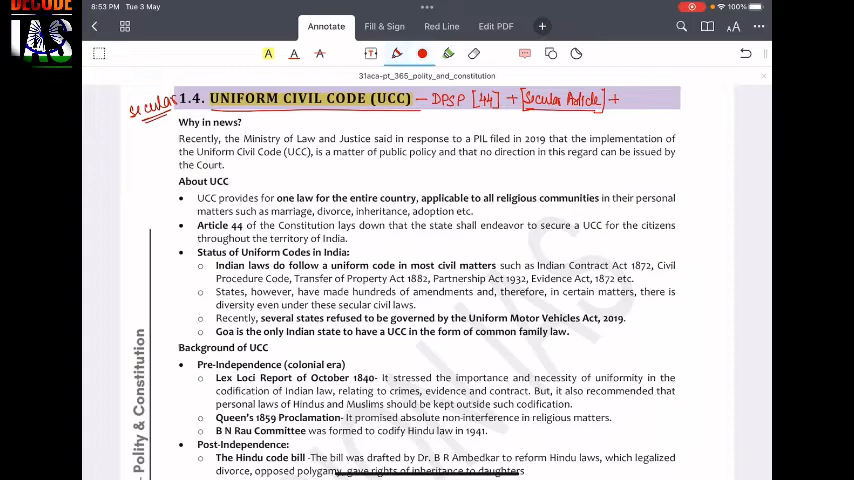 DECODE
IAS
8:53 PM Tue 3 May
100%
Annotate Fill & Sign Red Line Edit PDF
31aca-pt_365_polity_and_constitution
secular 1.4. UNIFORM CIVIL CODE (UCC) — DPSP [44] + [Secular Article] +
Why in news?
Recently, the Ministry of Law and Justice said in response to a PIL filed in 2019 that the implementation of
the Uniform Civil Code (UCC), is a matter of public policy and that no direction in this regard can be issued by
the Court.
About UCC
• UCC provides for one law for the entire country, applicable to all religious communities in their personal
matters such as marriage, divorce, inheritance, adoption etc.
• Article 44 of the Constitution lays down that the state shall endeavor to secure a UCC for the citizens
throughout the territory of India.
• Status of Uniform Codes in India:
o Indian laws do follow a uniform code in most civil matters such as Indian Contract Act 1872, Civil
Procedure Code, Transfer of Property Act 1882, Partnership Act 1932, Evidence Act, 1872 etc.
o States, however, have made hundreds of amendments and, therefore, in certain matters, there is
diversity even under these secular civil laws.
o Recently, several states refused to be governed by the Uniform Motor Vehicles Act, 2019.
o Goa is the only Indian state to have a UCC in the form of common family law.
Background of UCC
• Pre-Independence (colonial era)
o Lex Loci Report of October 1840- It stressed the importance and necessity of uniformity in the
codification of Indian law, relating to crimes, evidence and contract. But, it also recommended that
personal laws of Hindus and Muslims should be kept outside such codification.
o Queen's 1859 Proclamation- It promised absolute non-interference in religious matters.
o B N Rau Committee was formed to codify Hindu law in 1941.
• Post-Independence:
o The Hindu code bill -The bill was drafted by Dr. B R Ambedkar to reform Hindu laws, which legalized
divorce, opposed polygamy, gave rights of inheritance to daughters
- Polity & Constitution